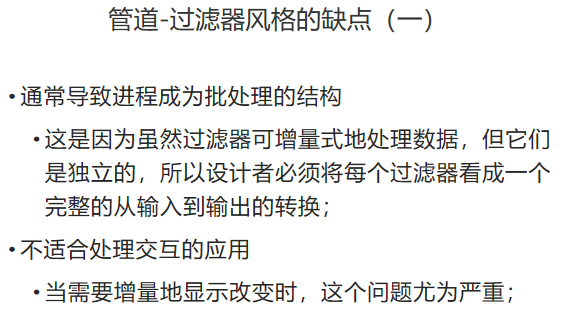 管道-过滤器风格的缺点（一）
•通常导致进程成为批处理的结构
•这是因为虽然过滤器可增量式地处理数据，但它们
是独立的，所以设计者必须将每个过滤器看成一个
完整的从输入到输出的转换；
•不适合处理交互的应用
•当需要增量地显示改变时，这个问题尤为严重；